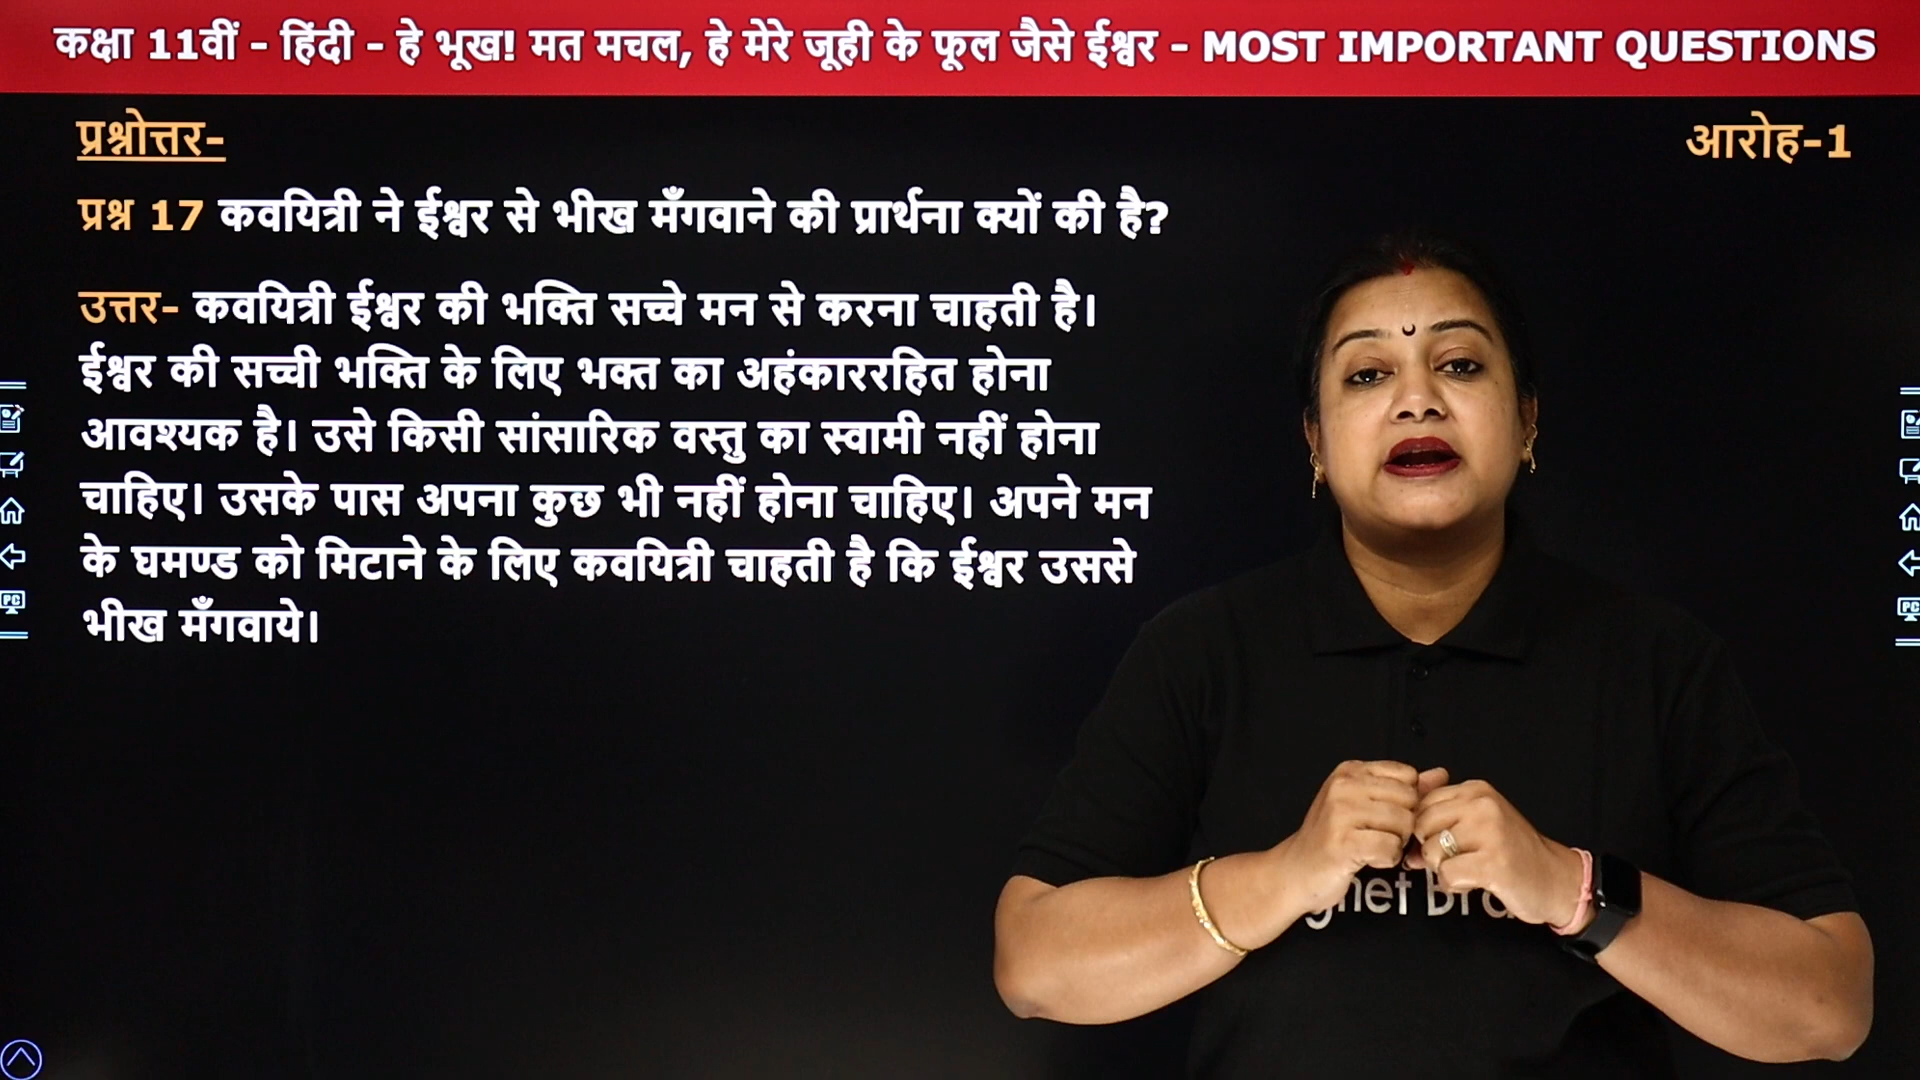 कक्षा 11वीं - हिंदी - हे भूख! मत मचल, हे मेरे जूही के फूल जैसे ईश्वर - MOST IMPORTANT QUESTIONS
प्रश्नोत्तर-
आरोह-1
प्रश्न 17 कवयित्री ने ईश्वर से भीख मँगवाने की प्रार्थना क्यों की है?
उत्तर- कवयित्री ईश्वर की भक्ति सच्चे मन से करना चाहती है।
ईश्वर की सच्ची भक्ति के लिए भक्त का अहंकाररहित होना
आवश्यक है। उसे किसी सांसारिक वस्तु का स्वामी नहीं होना
चाहिए। उसके पास अपना कुछ भी नहीं होना चाहिए। अपने मन
के घमण्ड को मिटाने के लिए कवयित्री चाहती है कि ईश्वर उससे
भीख मँगवाये।
PC
PC